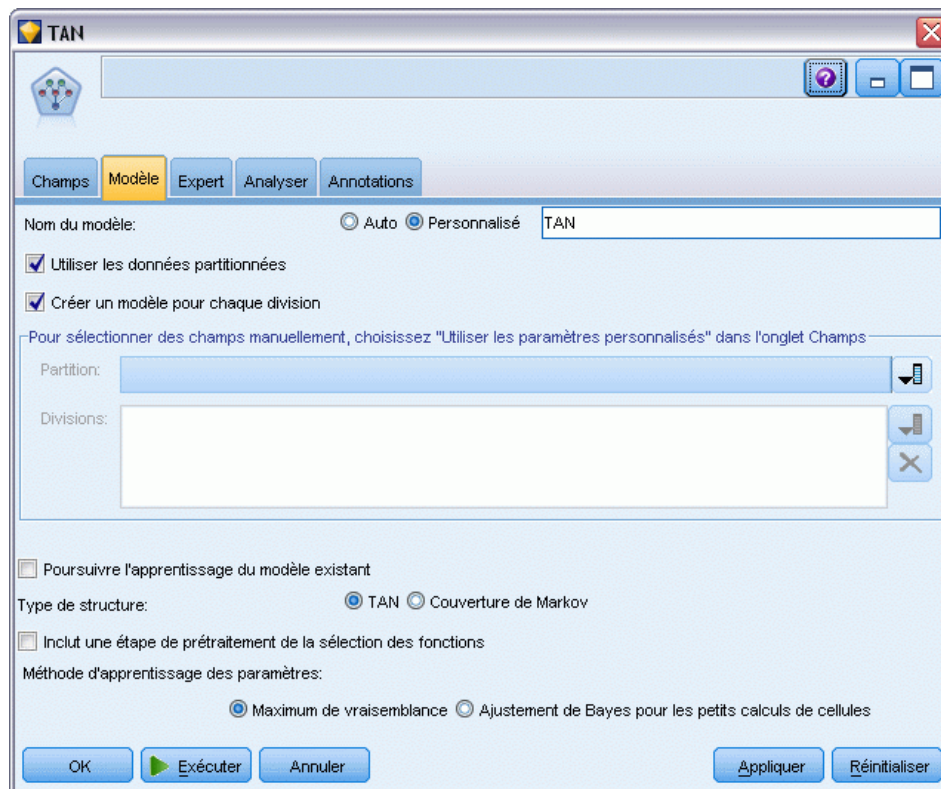 TAN
Champs Modèle Expert Analyser Annotations
Nom du modèle: Auto Personnalisé TAN
Utiliser les données partitionnées
Créer un modèle pour chaque division
Pour sélectionner des champs manuellement, choisissez "Utiliser les paramètres personnalisés" dans l'onglet Champs
Partition:
Divisions:
Poursuivre l'apprentissage du modèle existant
Type de structure: TAN Couverture de Markov
Inclut une étape de prétraitement de la sélection des fonctions
Méthode d'apprentissage des paramètres:
Maximum de vraisemblance Ajustement de Bayes pour les petits calculs de cellules
OK Exécuter Annuler Appliquer Réinitialiser